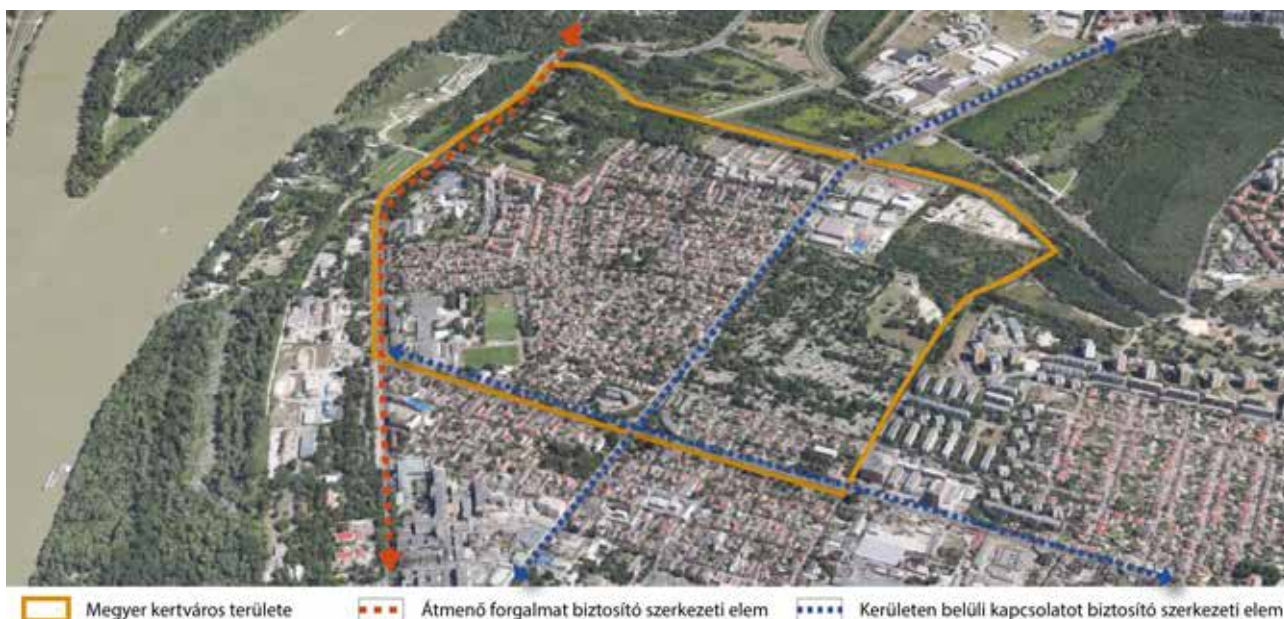 Megyer kertváros területe
Átmenő forgalmat biztosító szerkezeti elem
Kerületen belüli kapcsolatot biztosító szerkezeti elem